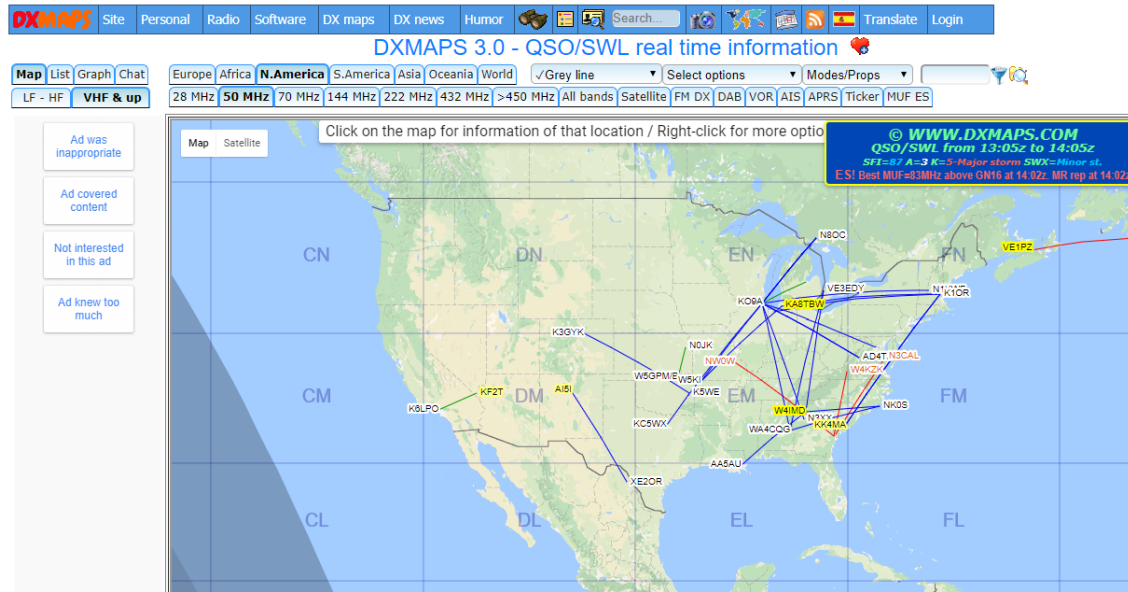 DXMAPS Site Personal Radio Software DX maps DX news Humor Search... Translate Login
DXMAPS 3.0 - QSO/SWL real time information
Map List Graph Chat Europe Africa N.America S.America Asia Oceania World ✓Grey line Select options Modes/Props
LF - HF VHF & up 28 MHz 50 MHz 70 MHz 144 MHz 222 MHz 432 MHz >450 MHz All bands Satellite FM DX DAB VOR AIS APRS Ticker MUF ES
Ad was
inappropriate
Ad covered
content
Not interested
in this ad
Ad knew too
much
Map Satellite
Click on the map for information of that location / Right-click for more optio
© WWW.DXMAPS.COM
QSO/SWL from 13:05z to 14:05z
SFI=87 A=3 K=5-Major storm SWX=Minor st.
ES! Best MUF=83MHz above GN16 at 14:02z. MR rep at 14:02z
N8OC
VE1PZ
CN DN EN FN
VE3EDY
K1OR
KO9A KA8TBW
K3GYK
N0JK
NW0W
AD4T N3CAL
W4KZK
W5GPM/E W5KI
KF2T AI5I K5WE
CM DM EM FM
K6LPO
NK0S
W4IMD
N3XX
KC5WX WA4CQG KK4MA
AA5AU
XE2OR
CL DL EL FL